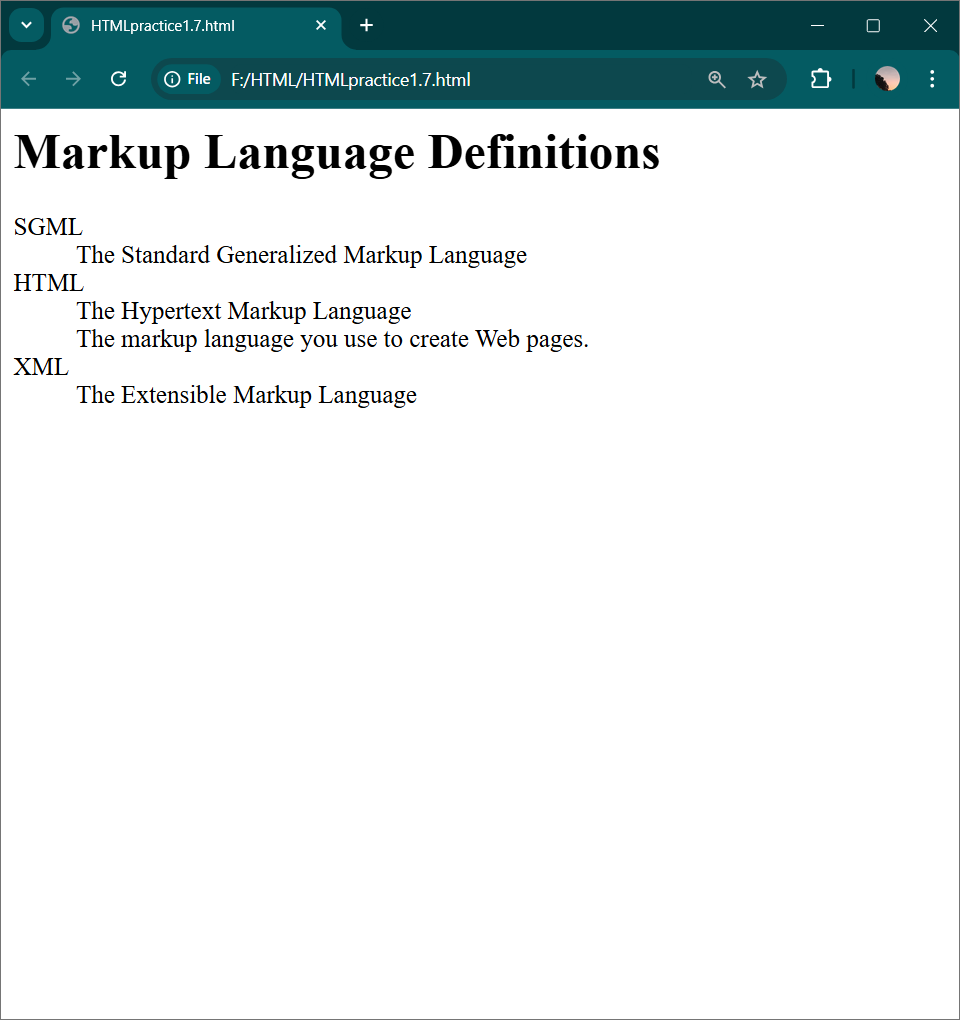 HTMLpractice1.7.html
File F:/HTML/HTMLpractice1.7.html
Markup Language Definitions
SGML
The Standard Generalized Markup Language
HTML
The Hypertext Markup Language
The markup language you use to create Web pages.
XML
The Extensible Markup Language